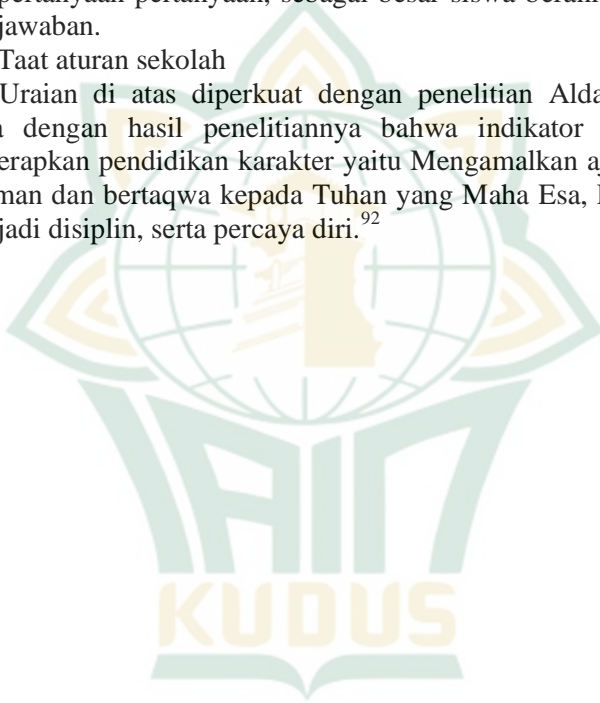 pertanyaan pertanyaan, sebagai besar siswa
jawaban.
Taat aturan sekolah
Uraian di atas diperkuat dengan penelitian Alda
dengan hasil penelitiannya bahwa indikator
erapkan pendidikan karakter yaitu Mengamalkan
man dan bertaqwa kepada Tuhan yang Maha Esa,
jadi disiplin, serta percaya diri.92
IAIN
KUDUS